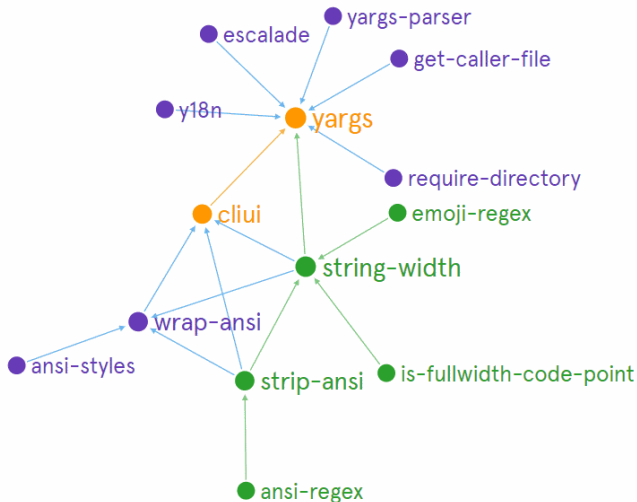 yargs-parser
escalade
get-caller-file
y18n
yargs
require-directory
cliui
emoji-regex
string-width
wrap-ansi
ansi-styles
strip-ansi
is-fullwidth-code-point
ansi-regex